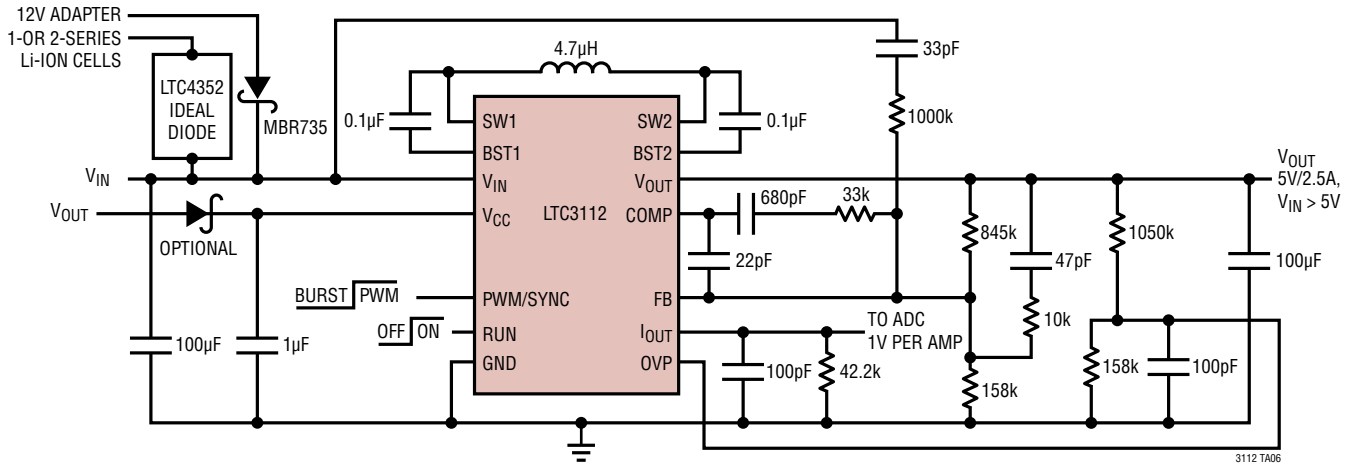 12V ADAPTER
1-OR 2-SERIES
Li-ION CELLS
LTC4352
IDEAL
DIODE
MBR735
4.7µH
33pF
1000k
0.1µF
0.1µF
SW1
SW2
BST1
BST2
VIN
VIN
VOUT
VOUT
5V/2.5A,
VIN > 5V
VOUT
OPTIONAL
VCC
LTC3112
COMP
680pF
33k
22pF
845k
47pF
10k
1050k
100µF
BURST
PWM
PWM/SYNC
FB
OFF
ON
RUN
IOUT
TO ADC
1V PER AMP
GND
OVP
100µF
1µF
100pF
42.2k
158k
158k
100pF
3112 TA06